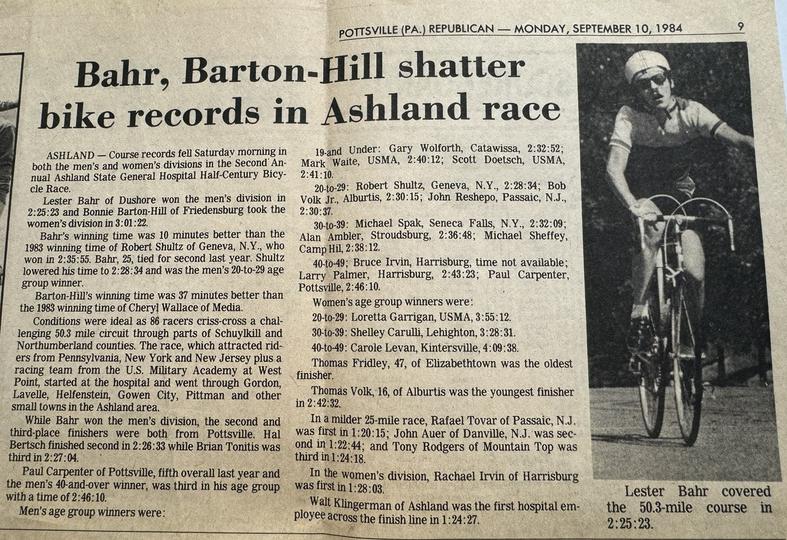 POTTSVILLE (PA.) REPUBLICAN — MONDAY, SEPTEMBER 10, 1984
9
Bahr, Barton-Hill shatter
bike records in Ashland race
ASHLAND — Course records fell Saturday morning in
both the men's and women's divisions in the Second An-
nual Ashland State General Hospital Half-Century Bicy-
cle Race.
Lester Bahr of Dushore won the men's division in
2:25:23 and Bonnie Barton-Hill of Friedensburg took the
women's division in 3:01:22.
Bahr's winning time was 10 minutes better than the
1983 winning time of Robert Shultz of Geneva, N.Y., who
won in 2:35:55. Bahr, 25, tied for second last year. Shultz
lowered his time to 2:28:34 and was the men's 20-to-29 age
group winner.
Barton-Hill's winning time was 37 minutes better than
the 1983 winning time of Cheryl Wallace of Media.
Conditions were ideal as 86 racers criss-cross a chal-
lenging 50.3 mile circuit through parts of Schuylkill and
Northumberland counties. The race, which attracted rid-
ers from Pennsylvania, New York and New Jersey plus a
racing team from the U.S. Military Academy at West
Point, started at the hospital and went through Gordon,
Lavelle, Helfenstein, Gowen City, Pittman and other
small towns in the Ashland area.
While Bahr won the men's division, the second and
third-place finishers were both from Pottsville. Hal
Bertsch finished second in 2:26:33 while Brian Tonitis was
third in 2:27:04.
Paul Carpenter of Pottsville, fifth overall last year and
the men's 40-and-over winner, was third in his age group
with a time of 2:46:10.
Men's age group winners were:
19-and Under: Gary Wolforth, Catawissa, 2:32:52;
Mark Waite, USMA, 2:40:12; Scott Doetsch, USMA,
2:41:10.
20-to-29: Robert Shultz, Geneva, N.Y., 2:28:34; Bob
Volk Jr., Alburtis, 2:30:15; John Reshepo, Passaic, N.J.,
2:30:37.
30-to-39: Michael Spak, Seneca Falls, N.Y., 2:32:09;
Alan Ambler, Stroudsburg, 2:36:48; Michael Sheffey,
Camp Hil, 2:38:12.
40-to-49; Bruce Irvin, Harrisburg, time not available;
Larry Palmer, Harrisburg, 2:43:23; Paul Carpenter,
Pottsville, 2:46:10.
Women's age group winners were:
20-to-29: Loretta Garrigan, USMA, 3:55:12.
30-to-39: Shelley Carulli, Lehighton, 3:28:31.
40-to-49: Carole Levan, Kintersville, 4:09:38.
Thomas Fridley, 47, of Elizabethtown was the oldest
finisher.
Thomas Volk, 16, of Alburtis was the youngest finisher
in 2:42:32.
In a milder 25-mile race, Rafael Tovar of Passaic, N.J.
was first in 1:20:15; John Auer of Danville, N.J. was sec-
ond in 1:22:44; and Tony Rodgers of Mountain Top was
third in 1:24:18.
In the women's division, Rachael Irvin of Harrisburg
was first in 1:28:03.
Walt Klingerman of Ashland was the first hospital em-
ployee across the finish line in 1:24:27.
Lester Bahr covered
the 50.3-mile course in
2:25:23.